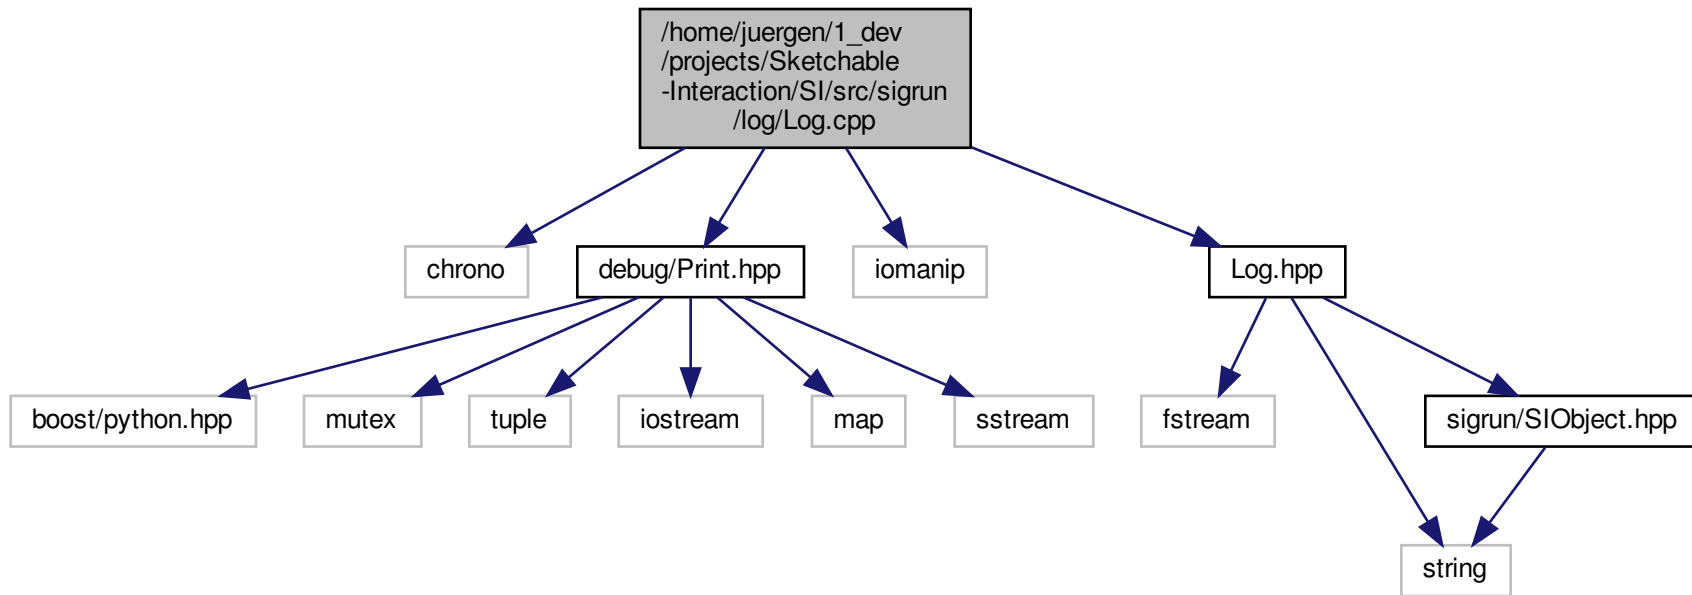 /home/juergen/1_dev
/projects/Sketchable
-Interaction/SI/src/sigrun
/log/Log.cpp
chrono
debug/Print.hpp
iomanip
Log.hpp
boost/python.hpp
mutex
tuple
iostream
map
sstream
fstream
sigrun/SIObject.hpp
string